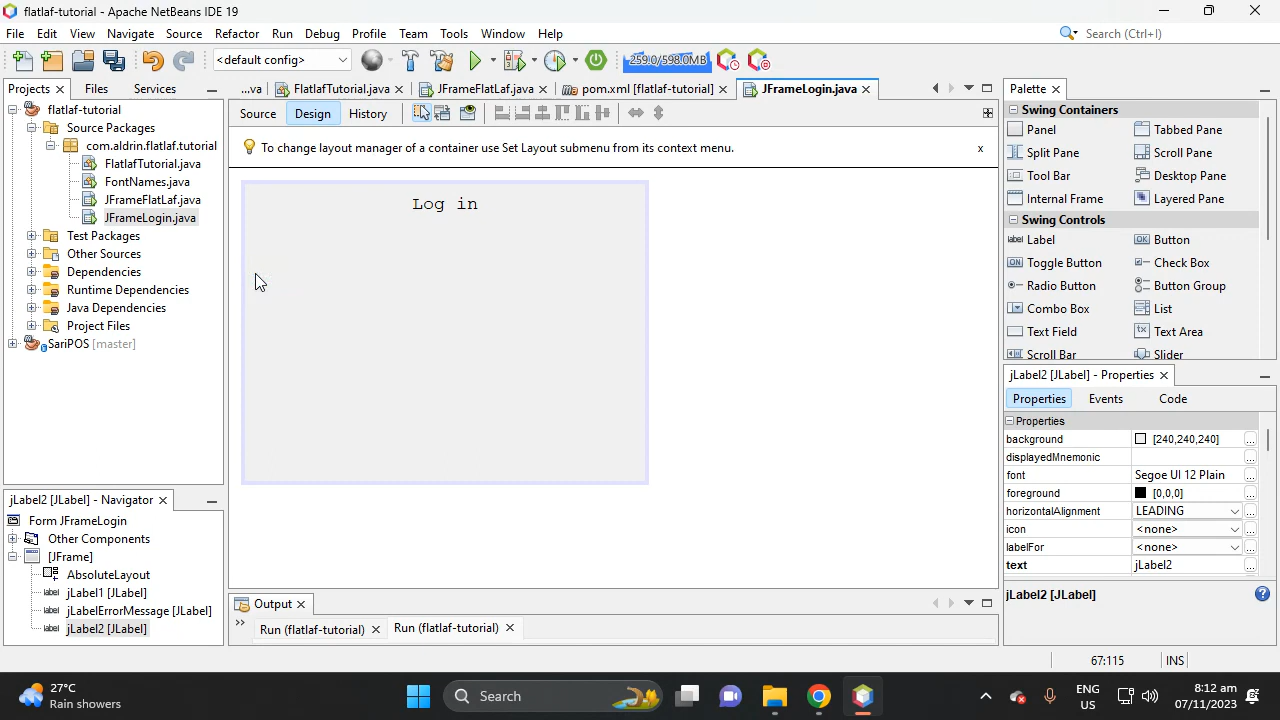 flatlaf-tutorial - Apache NetBeans IDE 19
File Edit View Navigate Source Refactor Run Debug Profile Team Tools Window Help
Search (Ctrl+I)
<default config>
259.0/598.0MB
Projects
Files
Services
...va
FlatlafTutorial.java
JFrameFlatLaf.java
pom.xml [flatlaf-tutorial]
JFrameLogin.java
Source
Design
History
To change layout manager of a container use Set Layout submenu from its context menu.
x
flatlaf-tutorial
Source Packages
com.aldrin.flatlaf.tutorial
FlatlafTutorial.java
FontNames.java
JFrameFlatLaf.java
JFrameLogin.java
Test Packages
Other Sources
Dependencies
Runtime Dependencies
Java Dependencies
Project Files
SariPOS [master]
Log in
jLabel2 [JLabel] - Navigator
Form JFrameLogin
Other Components
[JFrame]
AbsoluteLayout
label jLabel1 [JLabel]
label jLabelErrorMessage [JLabel]
label jLabel2 [JLabel]
Output
Run (flatlaf-tutorial)
Run (flatlaf-tutorial)
Palette
Swing Containers
Panel
Tabbed Pane
Split Pane
Scroll Pane
Tool Bar
Desktop Pane
Internal Frame
Layered Pane
Swing Controls
label Label
OK Button
ON Toggle Button
Check Box
Radio Button
Button Group
Combo Box
List
Text Field
Text Area
Scroll Bar
Slider
jLabel2 [JLabel] - Properties
Properties
Events
Code
Properties
background [240,240,240] ...
displayedMnemonic ...
font Segoe UI 12 Plain ...
foreground [0,0,0] ...
horizontalAlignment LEADING ...
icon <none> ...
labelFor <none> ...
text jLabel2 ...
jLabel2 [JLabel]
67:115
INS
27°C
Rain showers
Search
ENG
US
8:12 am
07/11/2023